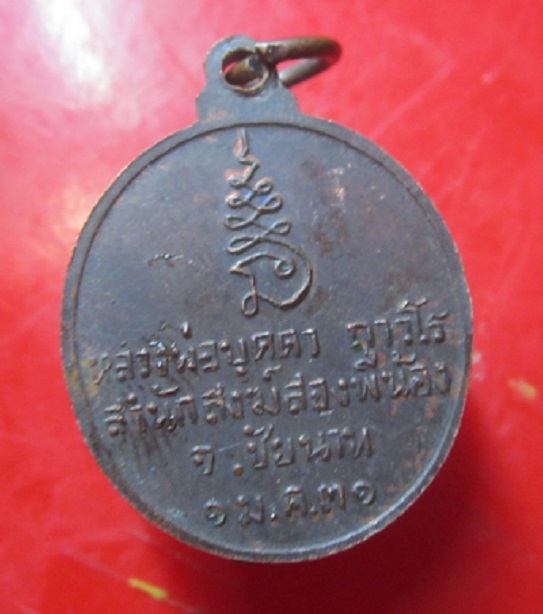 หลวงพ่อบุดดา ถาวโร
สำนักสงฆ์สองพี่น้อง
จ.ชัยนาท
๑ ม.ค.๓๑